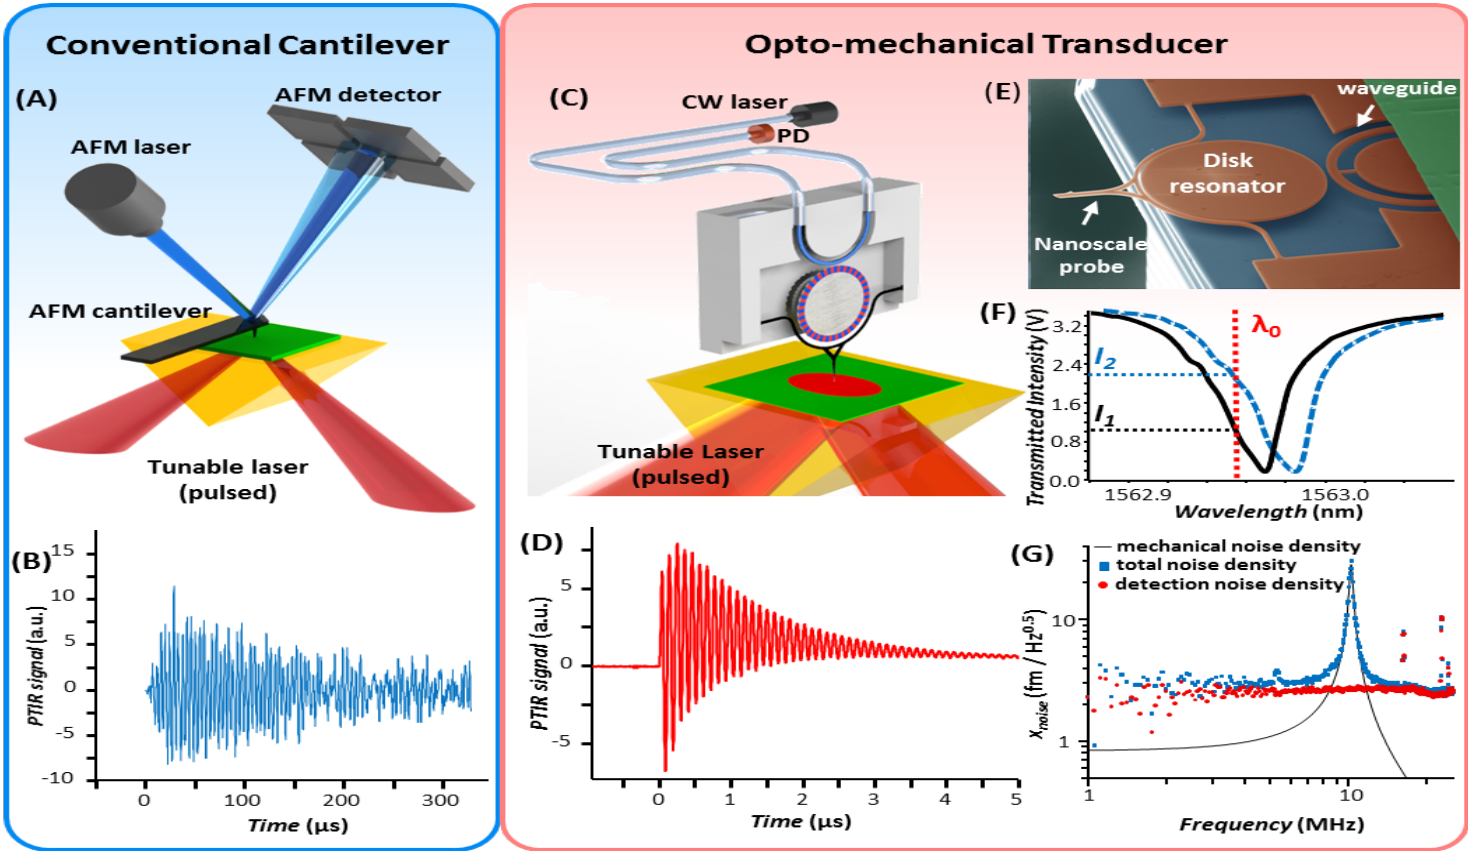 Conventional Cantilever
(A)
AFM detector
AFM laser
AFM cantilever
Tunable laser
(pulsed)
(B)
PTIR signal (a.u.)
15
10
5
0
-5
-10
0 100 200 300
Time (µs)
Opto-mechanical Transducer
(C)
CW laser
PD
Tunable Laser
(pulsed)
(D)
PTIR signal (a.u.)
5
0
-5
0 1 2 3 4 5
Time (µs)
(E)
waveguide
Disk
resonator
Nanoscale
probe
(F)
Transmitted Intensity (V)
3.2
2.4
1.6
0.8
0.0
λ0
I2
I1
1562.9 1563.0
Wavelength (nm)
(G)
mechanical noise density
total noise density
detection noise density
Xnoise (fm / Hz0.5)
10
1
1 10
Frequency (MHz)